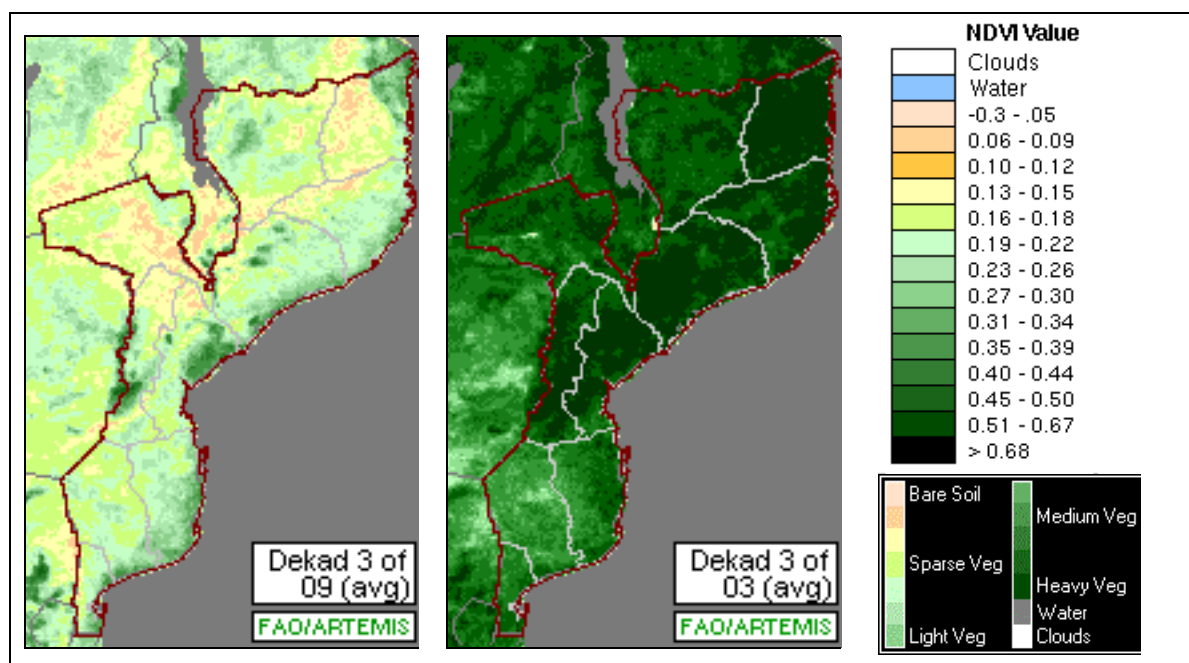 Dekad 3 of
09 (avg)
FAO/ARTEMIS
Dekad 3 of
03 (avg)
FAO/ARTEMIS
NDVI Value
Clouds
Water
-0.3 - .05
0.06 - 0.09
0.10 - 0.12
0.13 - 0.15
0.16 - 0.18
0.19 - 0.22
0.23 - 0.26
0.27 - 0.30
0.31 - 0.34
0.35 - 0.39
0.40 - 0.44
0.45 - 0.50
0.51 - 0.67
> 0.68
Bare Soil
Sparse Veg
Light Veg
Medium Veg
Heavy Veg
Water
Clouds